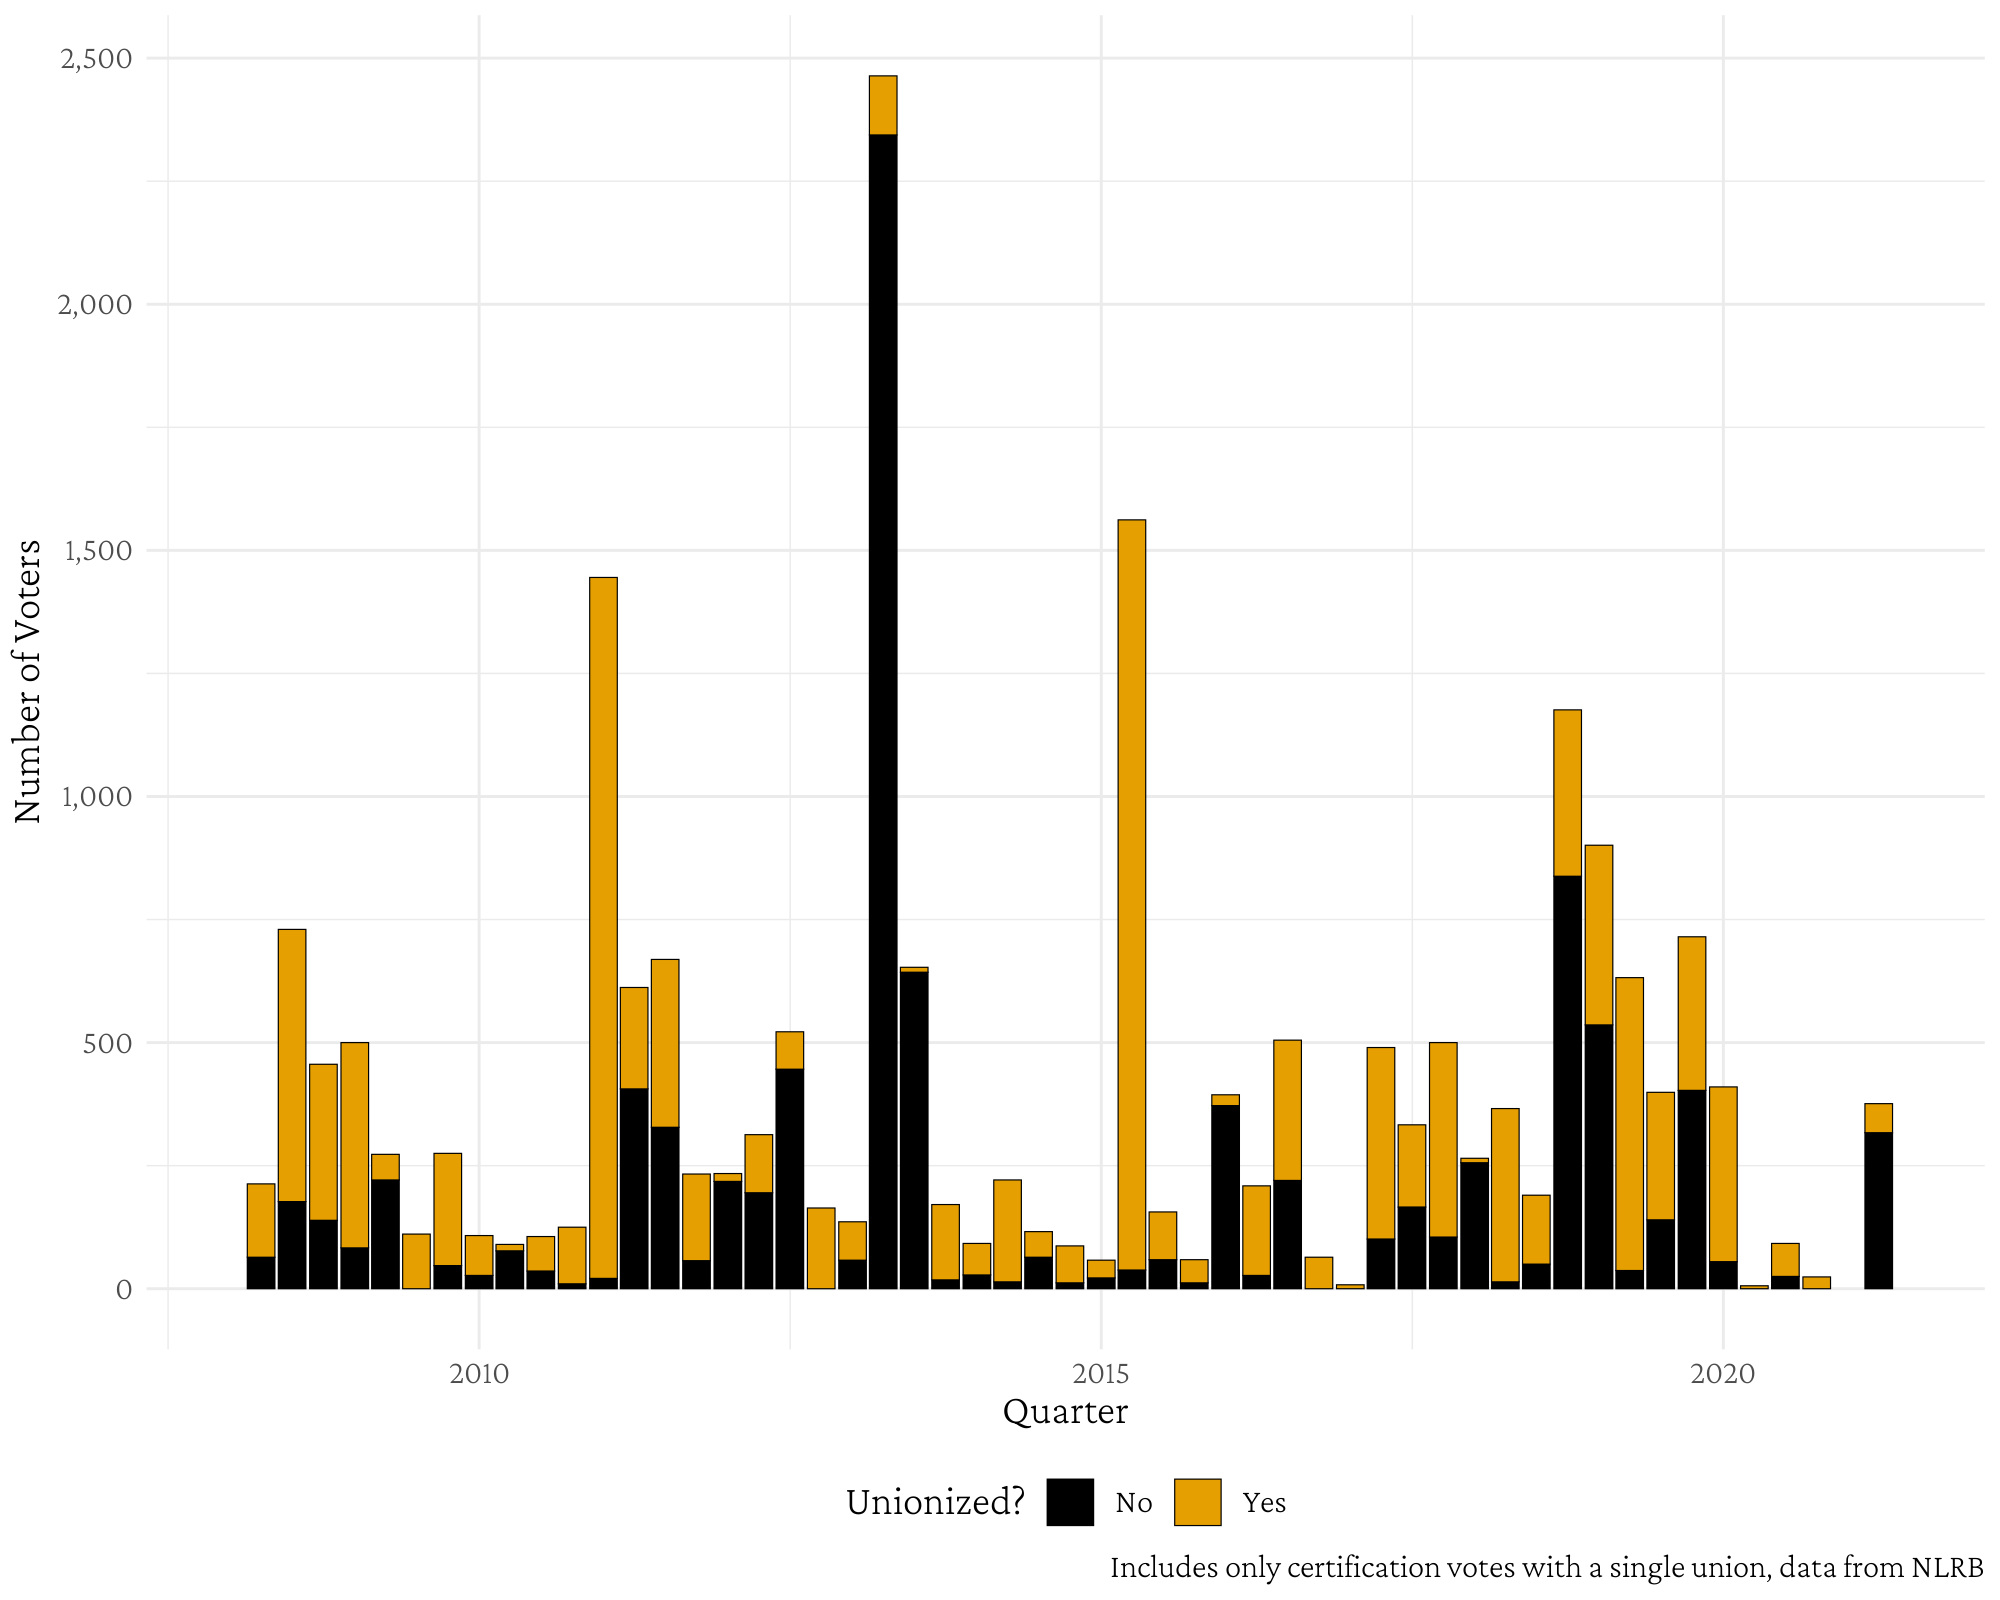 2,500
2,000
1,500
1,000
500
0
Number of Voters
2010 2015 2020
Quarter
Unionized? No Yes
Includes only certification votes with a single union, data from NLRB